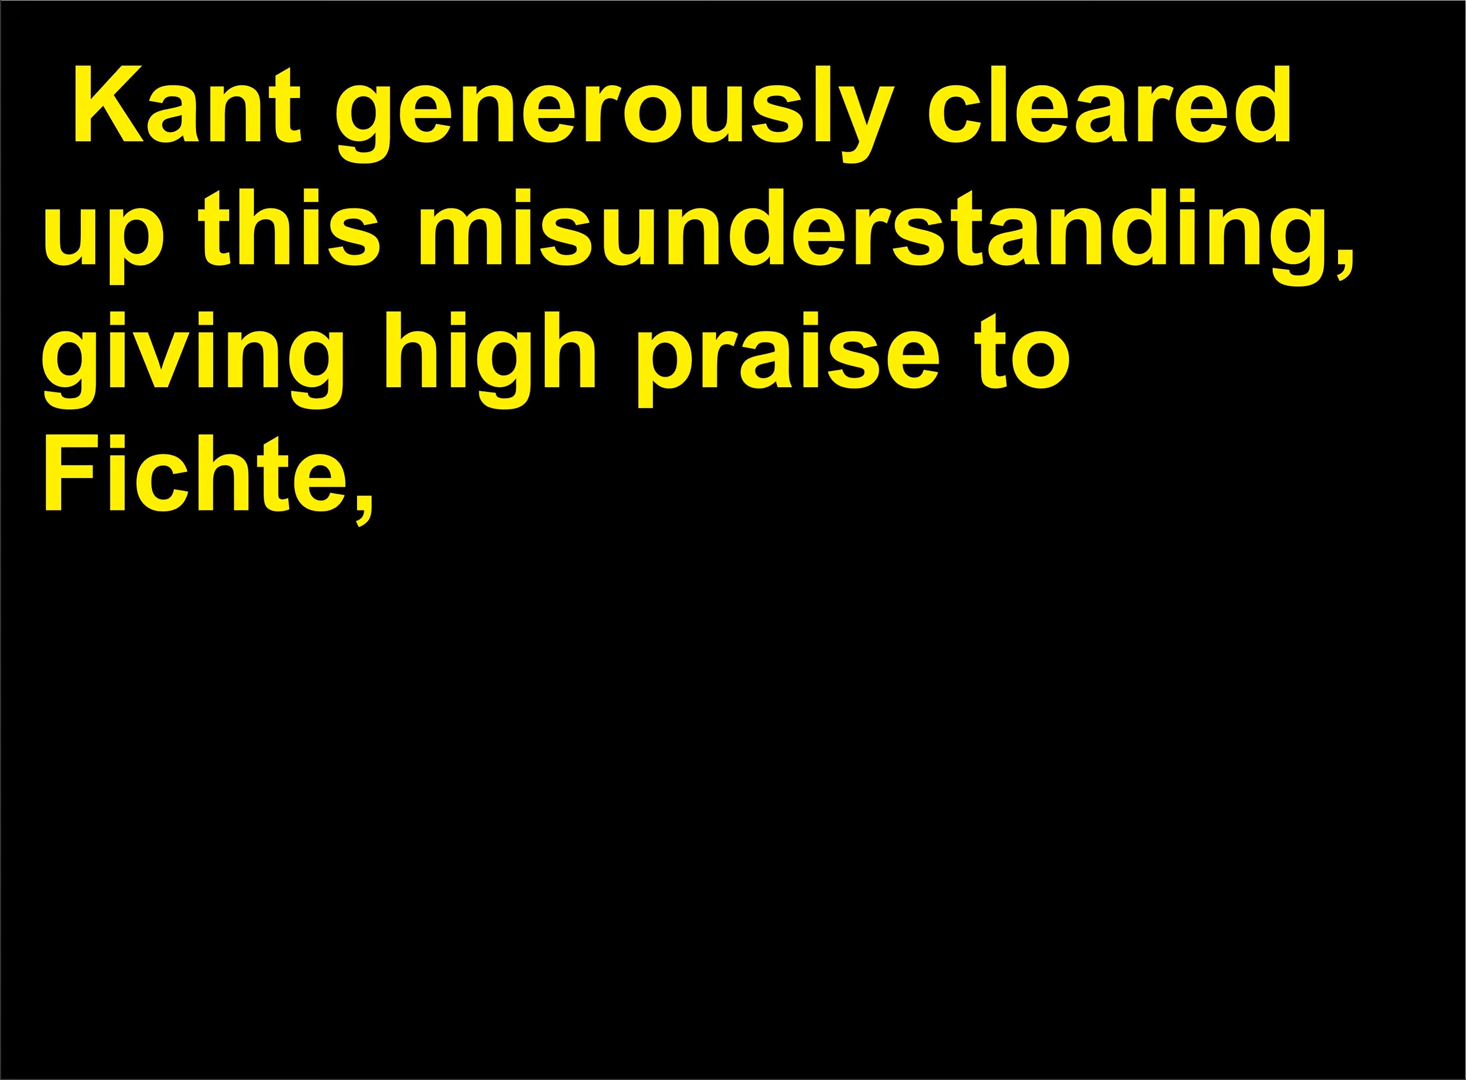 Kant generously cleared
up this misunderstanding,
giving high praise to
Fichte,